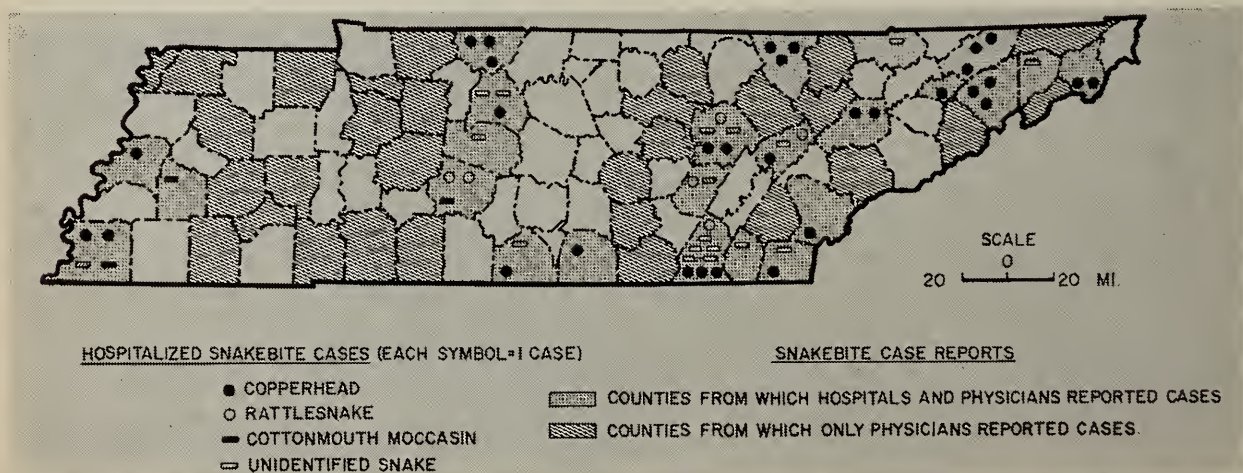 SCALE
20 0 20 MI.
HOSPITALIZED SNAKEBITE CASES (EACH SYMBOL=1 CASE)
COPPERHEAD
RATTLESNAKE
COTTONMOUTH MOCCASIN
UNIDENTIFIED SNAKE
SNAKEBITE CASE REPORTS
COUNTIES FROM WHICH HOSPITALS AND PHYSICIANS REPORTED CASES
COUNTIES FROM WHICH ONLY PHYSICIANS REPORTED CASES.